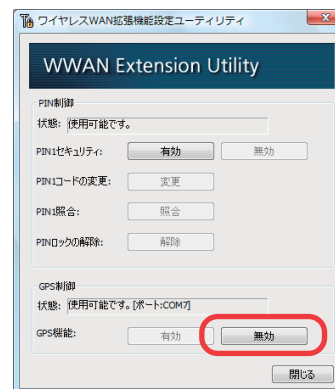 ワイヤレスWAN拡張機能設定ユーティリティ
WWAN Extension Utility
PIN制御
状態: 使用可能です。
PIN1セキュリティ: 有効 無効
PIN1コードの変更: 変更
PIN1照合: 照合
PINロックの解除: 解除
GPS制御
状態: 使用可能です。[ポート:COM7]
GPS機能: 有効 無効
閉じる